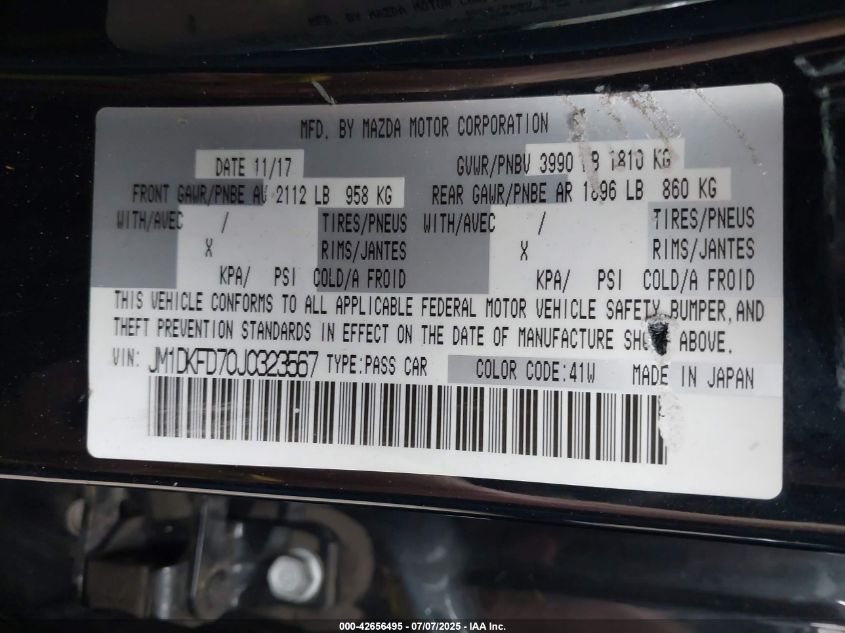 MFD. BY MAZDA MOTOR CORPORATION
DATE 11/17 GVWR/PNBV 3990 LB 1810 KG
FRONT GAWR/PNBE AV 2112 LB 958 KG REAR GAWR/PNBE AR 1896 LB 860 KG
WITH/AVEC / TIRES/PNEUS WITH/AVEC / TIRES/PNEUS
X RIMS/JANTES X RIMS/JANTES
KPA/ PSI COLD/A FROID KPA/ PSI COLD/A FROID
THIS VEHICLE CONFORMS TO ALL APPLICABLE FEDERAL MOTOR VEHICLE SAFETY, BUMPER, AND
THEFT PREVENTION STANDARDS IN EFFECT ON THE DATE OF MANUFACTURE SHOWN ABOVE.
VIN: JM1DKFD70J0323567 TYPE:PASS CAR COLOR CODE:41W MADE IN JAPAN
000-42656495 - 07/07/2025 - IAA Inc.